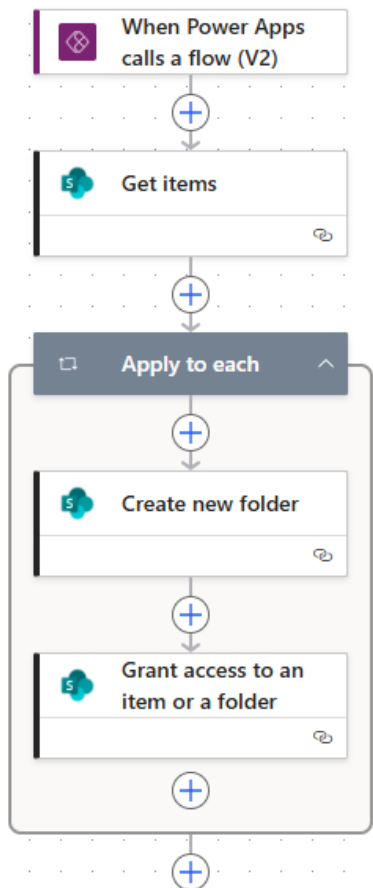 When Power Apps
calls a flow (V2)
Get items
Apply to each
Create new folder
Grant access to an
item or a folder